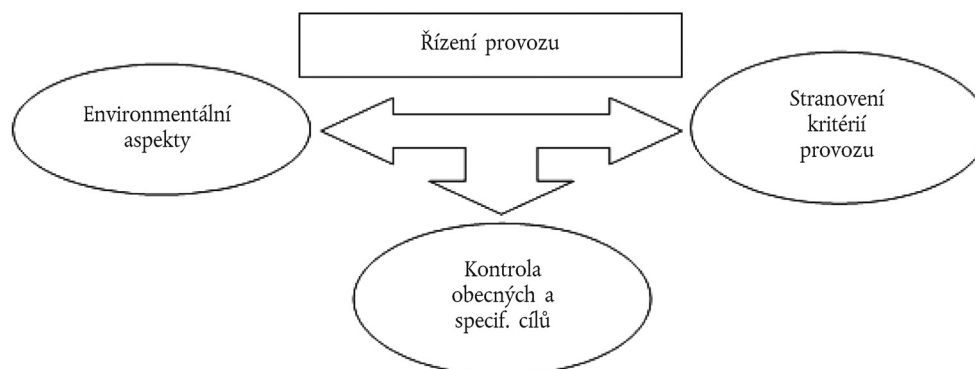 Řízení provozu
Environmentální
aspekty
Stranovení
kritérií
provozu
Kontrola
obecných a
specif. cílů